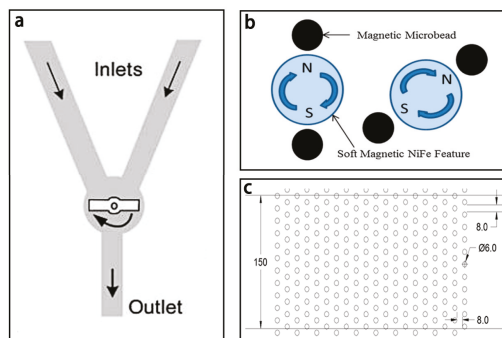 a
Inlets
Outlet
b
Magnetic Microbead
N
S
N
S
Soft Magnetic NiFe Feature
c
150
8.0
Ø6.0
8.0